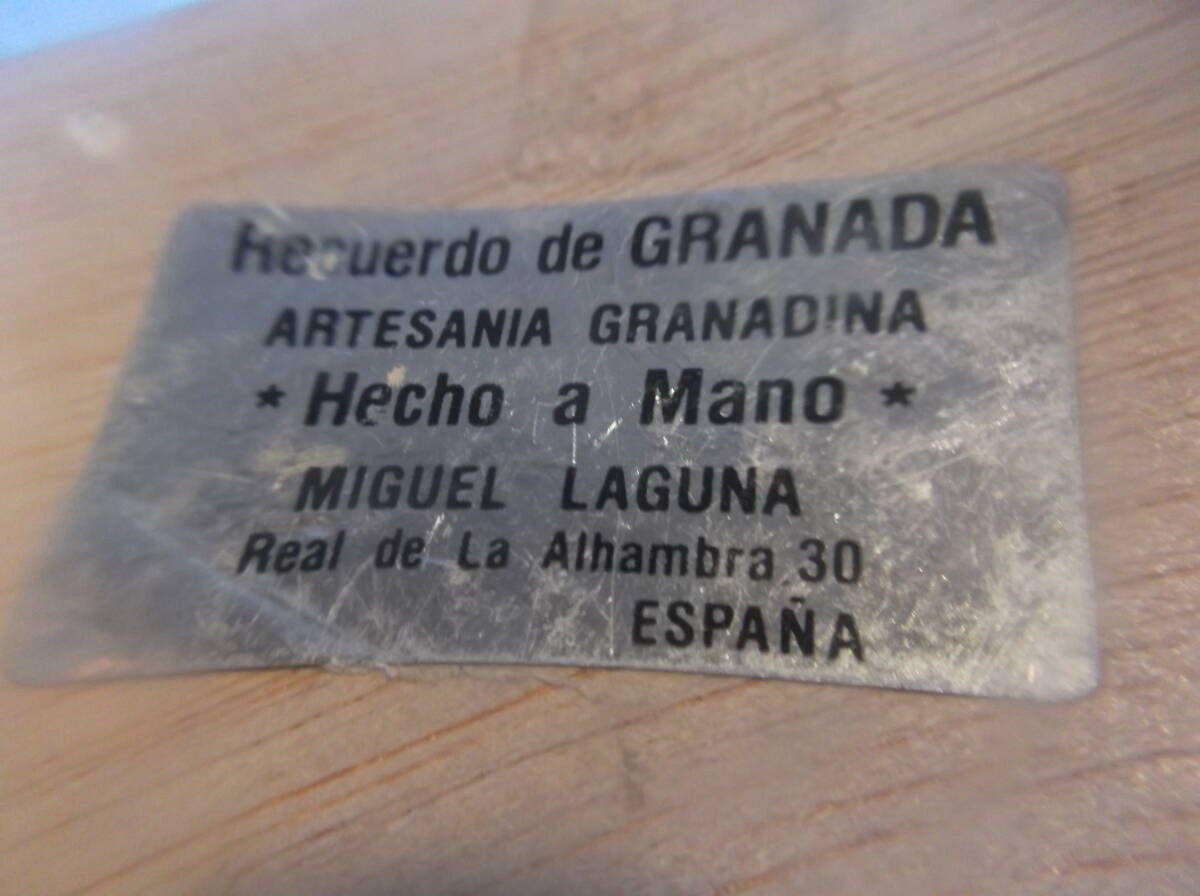 Recuerdo de GRANADA
ARTESANIA GRANADINA
* Hecho a Mano *
MIGUEL LAGUNA
Real de La Alhambra 30
ESPAÑA